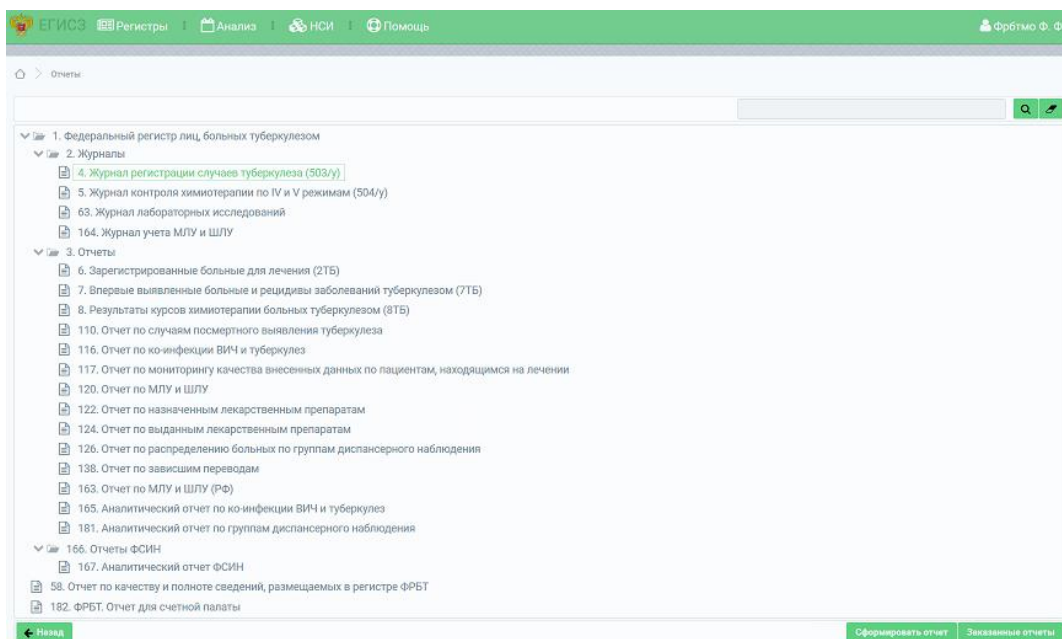 ЕГИСЗ Регистры Анализ НСИ Помощь Фрбтмо Ф. Ф
Отчеты
1. Федеральный регистр лиц, больных туберкулезом
2. Журналы
4. Журнал регистрации случаев туберкулеза (503/у)
5. Журнал контроля химиотерапии по IV и V режимам (504/у)
63. Журнал лабораторных исследований
164. Журнал учета МЛУ и ШЛУ
3. Отчеты
6. Зарегистрированные больные для лечения (2ТБ)
7. Впервые выявленные больные и рецидивы заболеваний туберкулезом (7ТБ)
8. Результаты курсов химиотерапии больных туберкулезом (8ТБ)
110. Отчет по случаям посмертного выявления туберкулеза
116. Отчет по ко-инфекции ВИЧ и туберкулез
117. Отчет по мониторингу качества внесенных данных по пациентам, находящимся на лечении
120. Отчет по МЛУ и ШЛУ
122. Отчет по назначенным лекарственным препаратам
124. Отчет по выданным лекарственным препаратам
126. Отчет по распределению больных по группам диспансерного наблюдения
138. Отчет по зависшим переводам
163. Отчет по МЛУ и ШЛУ (РФ)
165. Аналитический отчет по ко-инфекции ВИЧ и туберкулез
181. Аналитический отчет по группам диспансерного наблюдения
166. Отчеты ФСИН
167. Аналитический отчет ФСИН
58. Отчет по качеству и полноте сведений, размещаемых в регистре ФРБТ
182. ФРБТ. Отчет для счетной палаты
Назад Сформировать отчет Заказанные отчеты